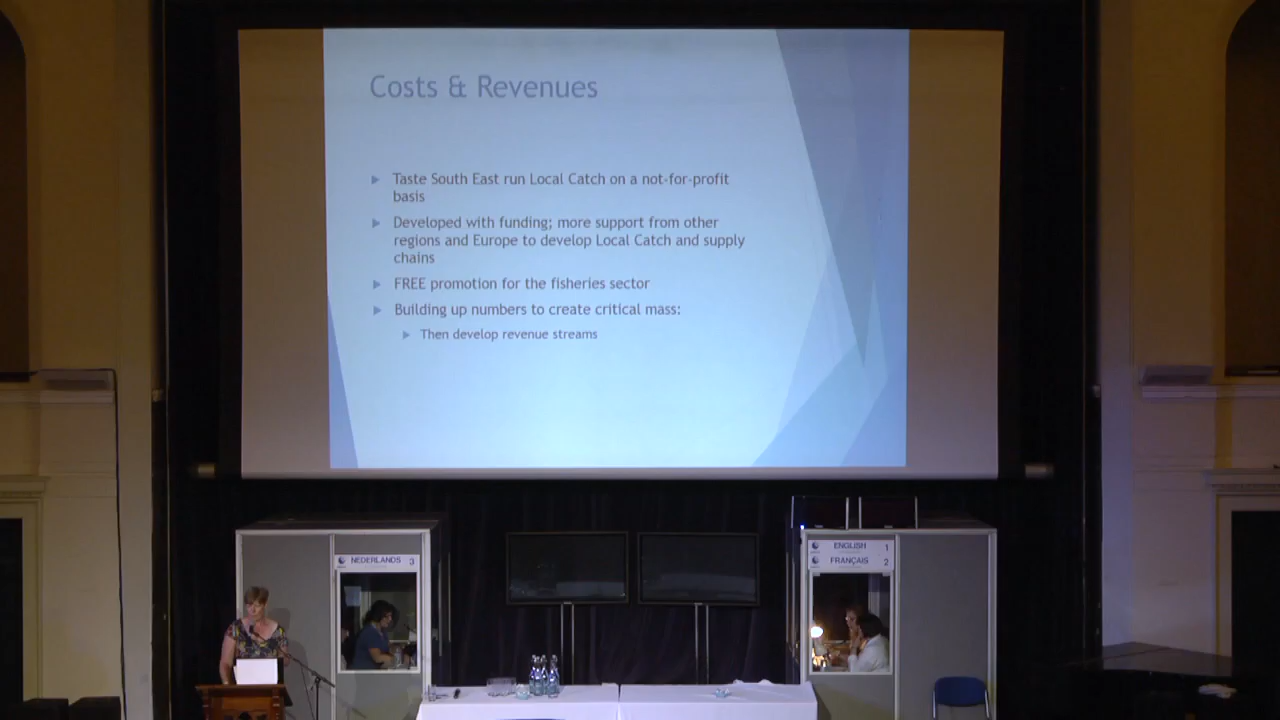 Costs & Revenues
Taste South East run Local Catch on a not-for-profit
basis
Developed with funding; more support from other
regions and Europe to develop Local Catch and supply
chains
FREE promotion for the fisheries sector
Building up numbers to create critical mass:
Then develop revenue streams
NEDERLANDS 3
ENGLISH 1
FRANÇAIS 2